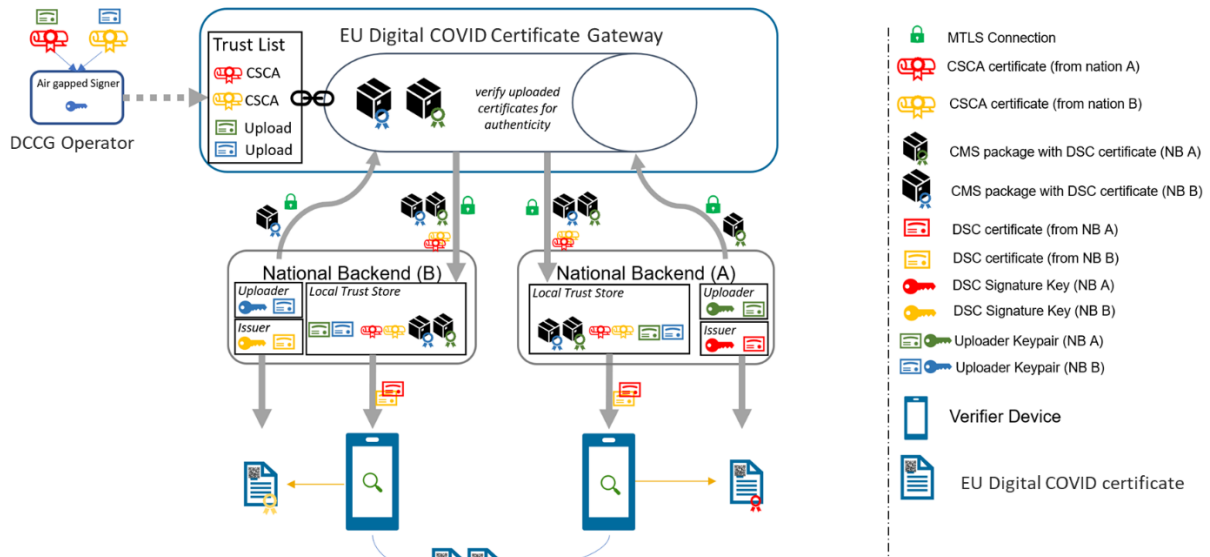 EU Digital COVID Certificate Gateway
Trust List
CSCA
CSCA
Upload
Upload
Air gapped Signer
DCCG Operator
verify uploaded
certificates for
authenticity
National Backend (B)
Uploader
Issuer
Local Trust Store
National Backend (A)
Local Trust Store
Uploader
Issuer
MTLS Connection
CSCA certificate (from nation A)
CSCA certificate (from nation B)
CMS package with DSC certificate (NB A)
CMS package with DSC certificate (NB B)
DSC certificate (from NB A)
DSC certificate (from NB B)
DSC Signature Key (NB A)
DSC Signature Key (NB B)
Uploader Keypair (NB A)
Uploader Keypair (NB B)
Verifier Device
EU Digital COVID certificate